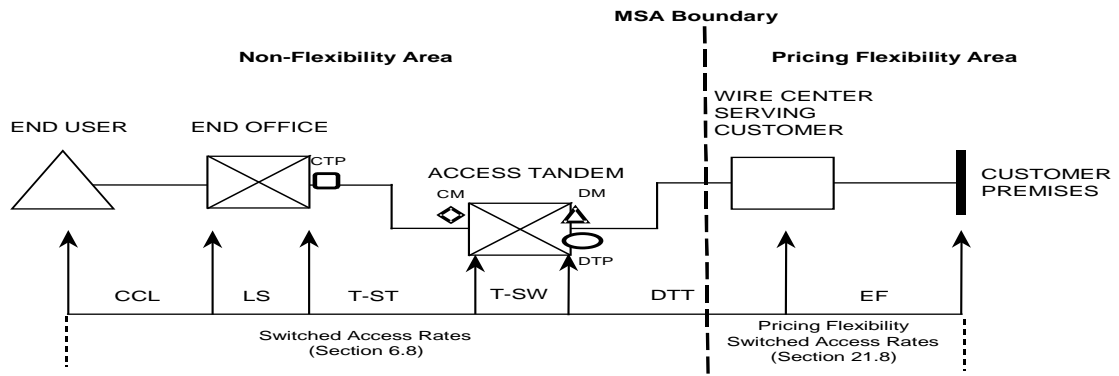 MSA Boundary
Non-Flexibility Area
Pricing Flexibility Area
WIRE CENTER
SERVING
CUSTOMER
END USER
END OFFICE
CTP
ACCESS TANDEM
CM
DM
CUSTOMER
PREMISES
DTP
CCL
LS
T-ST
T-SW
DTT
EF
Switched Access Rates
(Section 6.8)
Pricing Flexibility
Switched Access Rates
(Section 21.8)